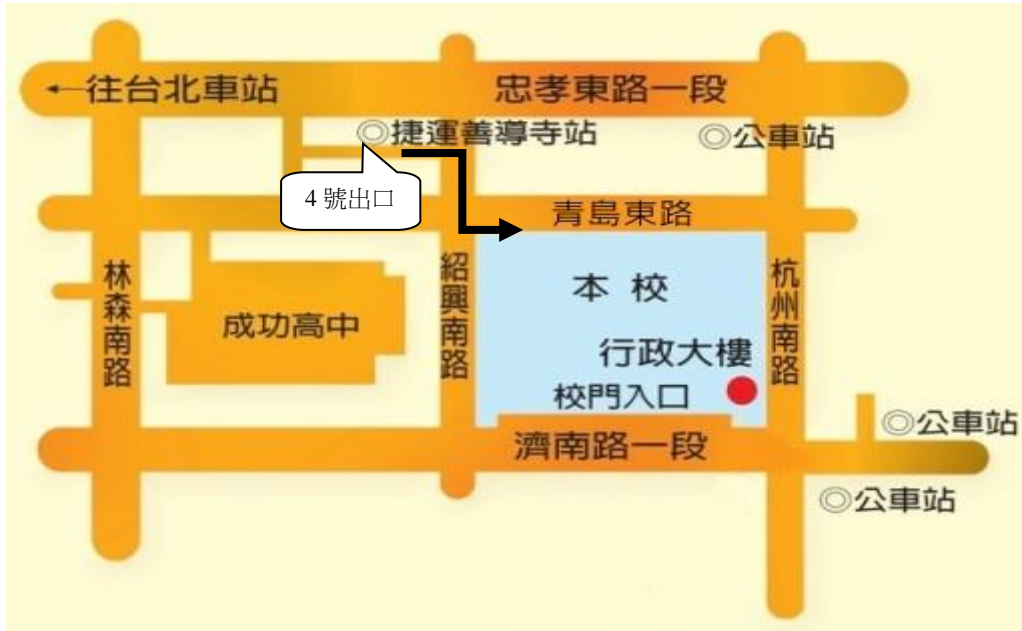 ←往台北車站
忠孝東路一段
◎捷運善導寺站
◎公車站
4 號出口
青島東路
林森南路
紹興南路
杭州南路
本 校
成功高中
行政大樓
校門入口
◎公車站
濟南路一段
◎公車站